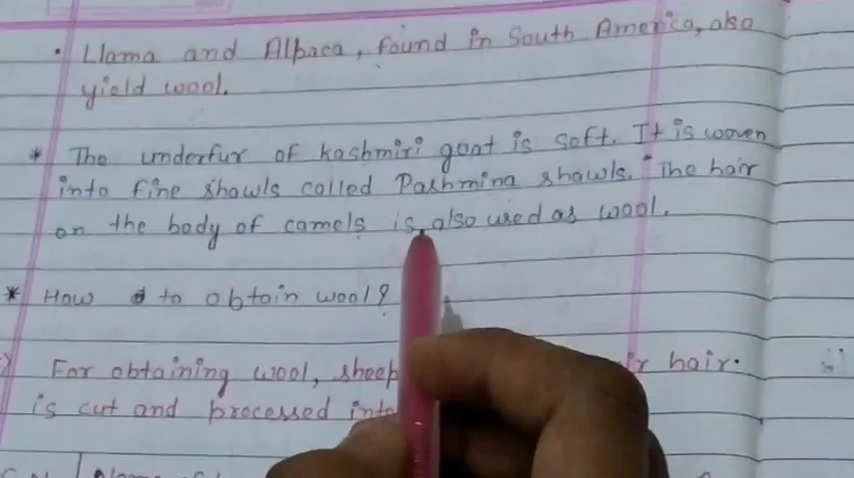 • Llama and Alpaca, found in South America, also
yield wool.
* The underfur of kashmiri goat is soft. It is woven
into fine shawls called Pashmina shawls. The hair
on the body of camels is also used as wool.
* How to obtain wool?
For obtaining wool, sheep hair.
is cut and processed